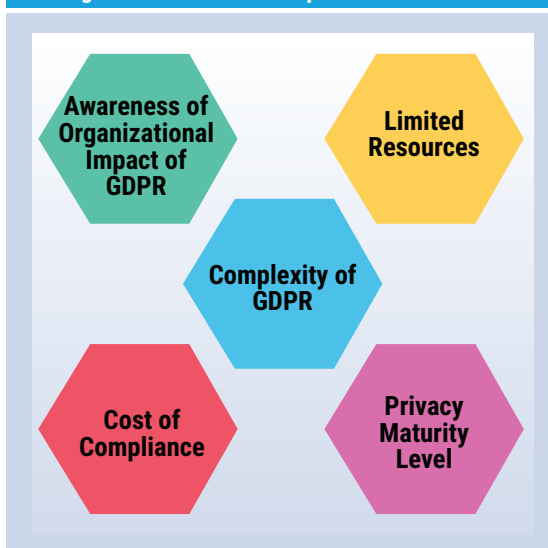 Awareness of
Organizational
Impact of
GDPR
Limited
Resources
Complexity of
GDPR
Cost of
Compliance
Privacy
Maturity
Level